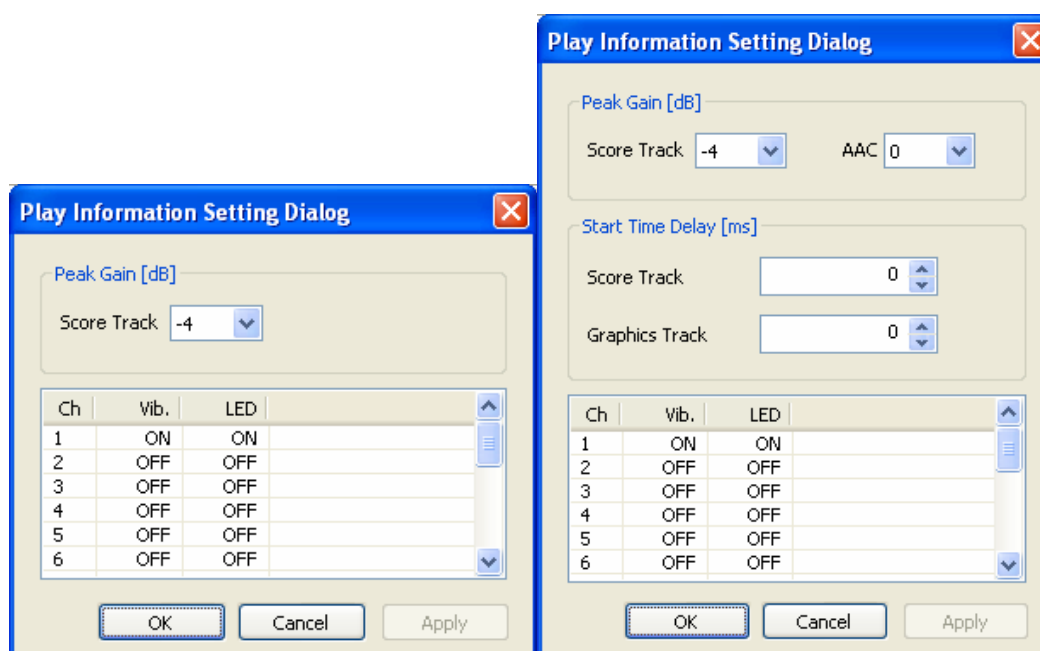 Play Information Setting Dialog
Peak Gain [dB]
Score Track -4
Ch Vib. LED
1 ON ON
2 OFF OFF
3 OFF OFF
4 OFF OFF
5 OFF OFF
6 OFF OFF
OK Cancel Apply
Play Information Setting Dialog
Peak Gain [dB]
Score Track -4 AAC 0
Start Time Delay [ms]
Score Track 0
Graphics Track 0
Ch Vib. LED
1 ON ON
2 OFF OFF
3 OFF OFF
4 OFF OFF
5 OFF OFF
6 OFF OFF
OK Cancel Apply